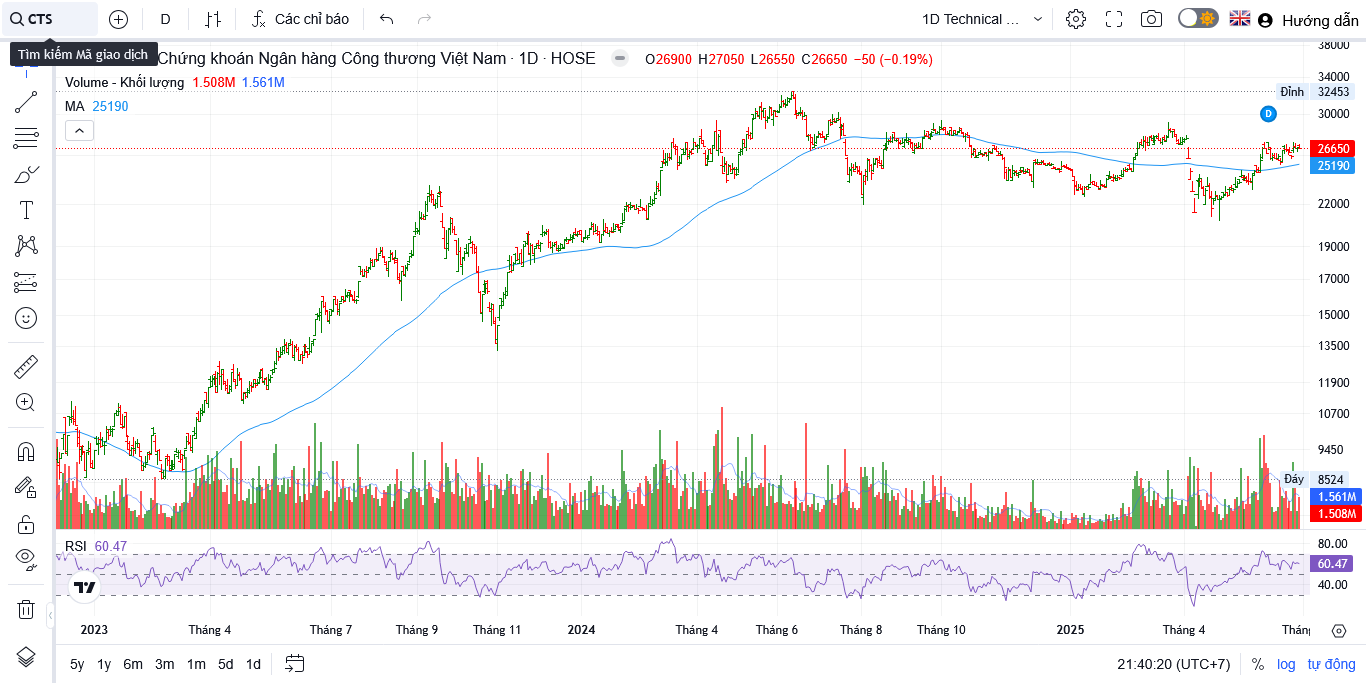 CTS D Các chỉ báo 1D Technical ... Hướng dẫn
Tìm kiếm Mã giao dịch
Chứng khoán Ngân hàng Công thương Việt Nam · 1D · HOSE O26900 H27050 L26550 C26650 −50 (−0.19%)
Volume - Khối lượng 1.508M 1.561M
MA 25190
38000
34000
Đỉnh 32453
30000
D
26650
25190
22000
19000
17000
15000
13500
11900
10700
9450
Đáy 8524
1.561M
1.508M
RSI 60.47
80.00
60.47
40.00
2023 Tháng 4 Tháng 7 Tháng 9 Tháng 11 2024 Tháng 4 Tháng 6 Tháng 8 Tháng 10 2025 Tháng 4
5y 1y 6m 3m 1m 5d 1d 21:40:20 (UTC+7) % log tự động